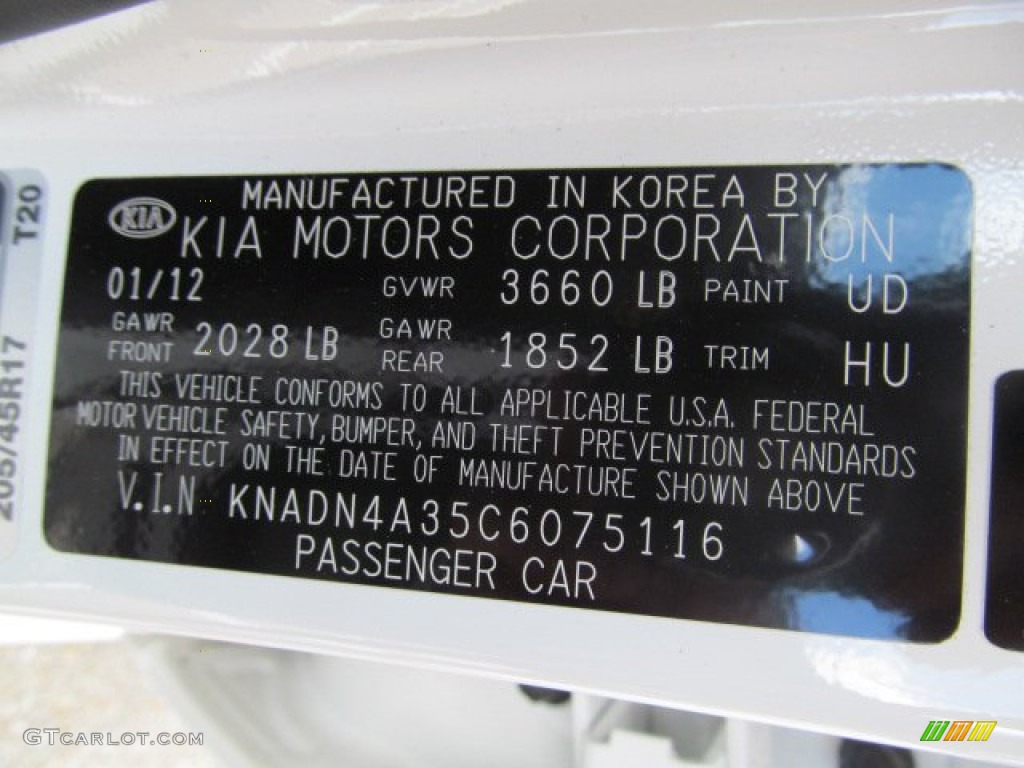 MANUFACTURED IN KOREA BY
KIA KIA MOTORS CORPORATION
01/12 GVWR 3660 LB PAINT UD
GAWR FRONT 2028 LB GAWR REAR 1852 LB TRIM HU
THIS VEHICLE CONFORMS TO ALL APPLICABLE U.S.A. FEDERAL
MOTOR VEHICLE SAFETY, BUMPER, AND THEFT PREVENTION STANDARDS
IN EFFECT ON THE DATE OF MANUFACTURE SHOWN ABOVE
V.I.N KNADN4A35C6075116
PASSENGER CAR
205/45R17 T20
GTCARLOT.COM